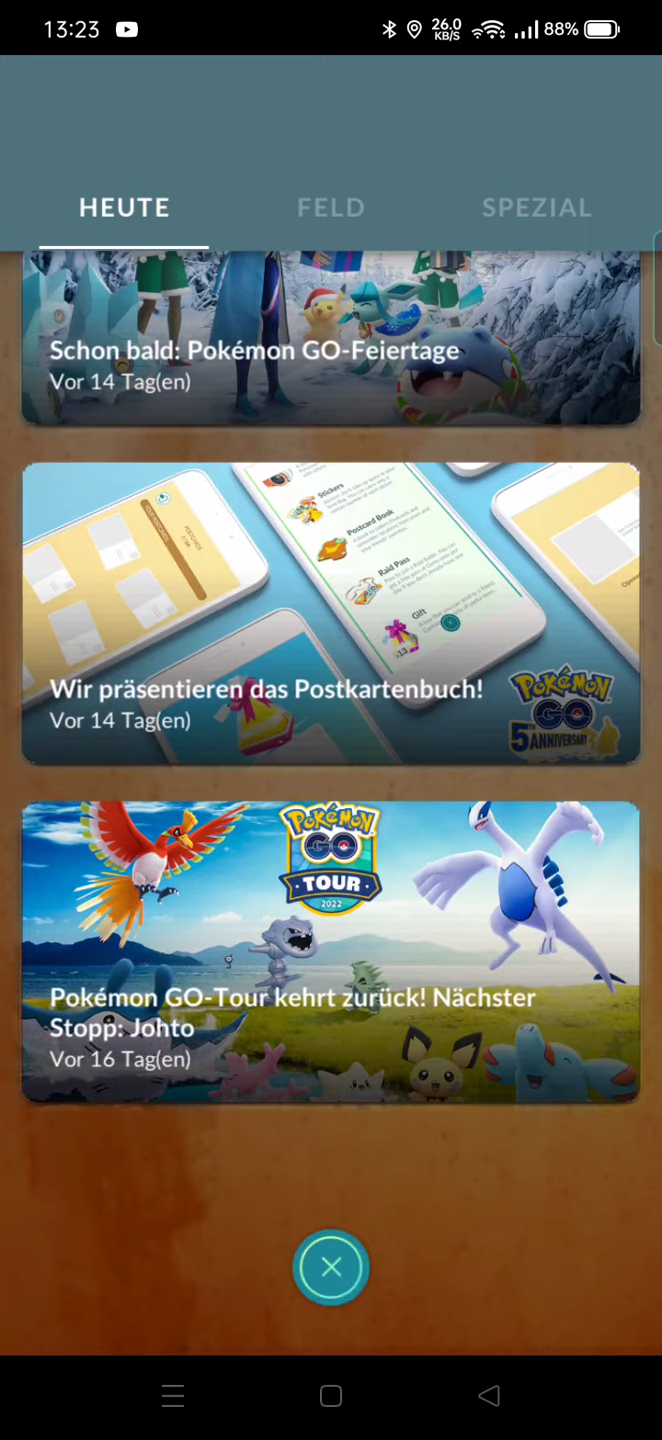 13:23
26.0
KB/S
88%
HEUTE
FELD
SPEZIAL
Schon bald: Pokémon GO-Feiertage
Vor 14 Tag(en)
Stickers
Postcard Book
Raid Pass
Gift
x13
Wir präsentieren das Postkartenbuch!
Vor 14 Tag(en)
POKÉMON
GO
5TH ANNIVERSARY
POKÉMON
GO
TOUR
2022
Pokémon GO-Tour kehrt zurück! Nächster
Stopp: Johto
Vor 16 Tag(en)